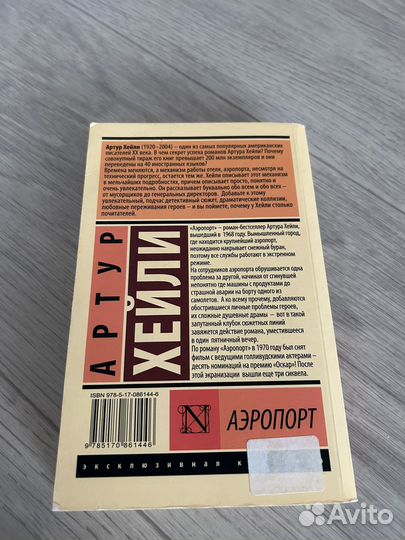 Артур Хейли (1920–2004) – один из самых популярных американских
писателей XX века. В чем секрет успеха романов Артура Хейли? Почему
совокупный тираж его книг превышает 200 млн экземпляров и они
переведены на 40 иностранных языков?
Времена меняются, а механизм работы отеля, аэропорта, несмотря на
технический прогресс, остается тем же. Хейли описывает этот механизм
в мельчайших подробностях, причем описывает просто, понятно и
очень увлекательно. Он рассказывает буквально обо всем и обо всех –
от мусорщиков до генерального директора. Добавьте к этому
увлекательный, подчас детективный сюжет, драматические коллизии,
любовные переживания героев – и вы поймете, почему у Хейли столько
почитателей.
АРТУР
ХЕЙЛИ
«Аэропорт» – роман-бестселлер Артура Хейли,
вышедший в 1968 году. Вымышленный город,
где находится крупнейший аэропорт,
неожиданно накрывает снежный буран,
поэтому все службы работают в экстренном
режиме.
На сотрудников аэропорта обрушивается одна
проблема за другой, начиная от сгинувшей
непонятно где машины с продуктами до
страшной аварии на борту одного из
самолетов. А ко всему прочему, добавляются
обострившиеся личные проблемы героев,
их сложные душевные драмы – вот в такой
запутанный клубок сюжетных линий
завяжется действие романа, уместившееся в
один пятничный вечер.
По роману «Аэропорт» в 1970 году был снят
фильм с ведущими голливудскими актерами –
десять номинаций на премию «Оскар»! После
этой экранизации вышли еще три сиквела.
ISBN 978-5-17-086144-6
9 785170 861446
N
АЭРОПОРТ
эксклюзивная к
Avito